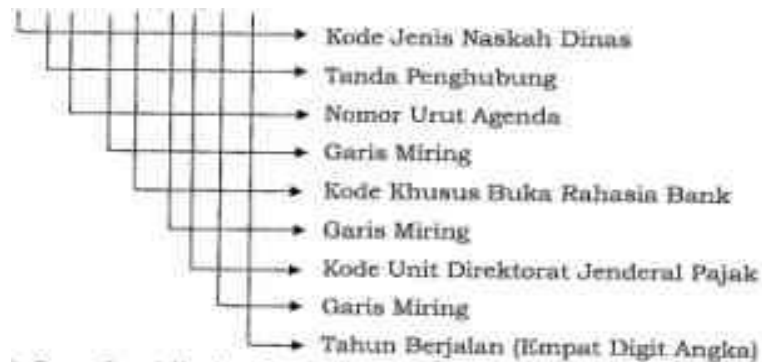 Kode Jenis Naskah Dinas
Tanda Penghubung
Nomor Urut Agenda
Garis Miring
Kode Khusus Buka Rahasia Bank
Garis Miring
Kode Unit Direktorat Jenderal Pajak
Garis Miring
Tahun Berjalan (Empat Digit Angka)